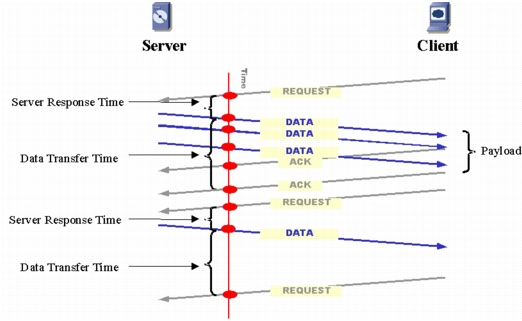 Server
Client
Time
REQUEST
Server Response Time
DATA
DATA
DATA
Payload
Data Transfer Time
ACK
ACK
REQUEST
Server Response Time
DATA
Data Transfer Time
REQUEST